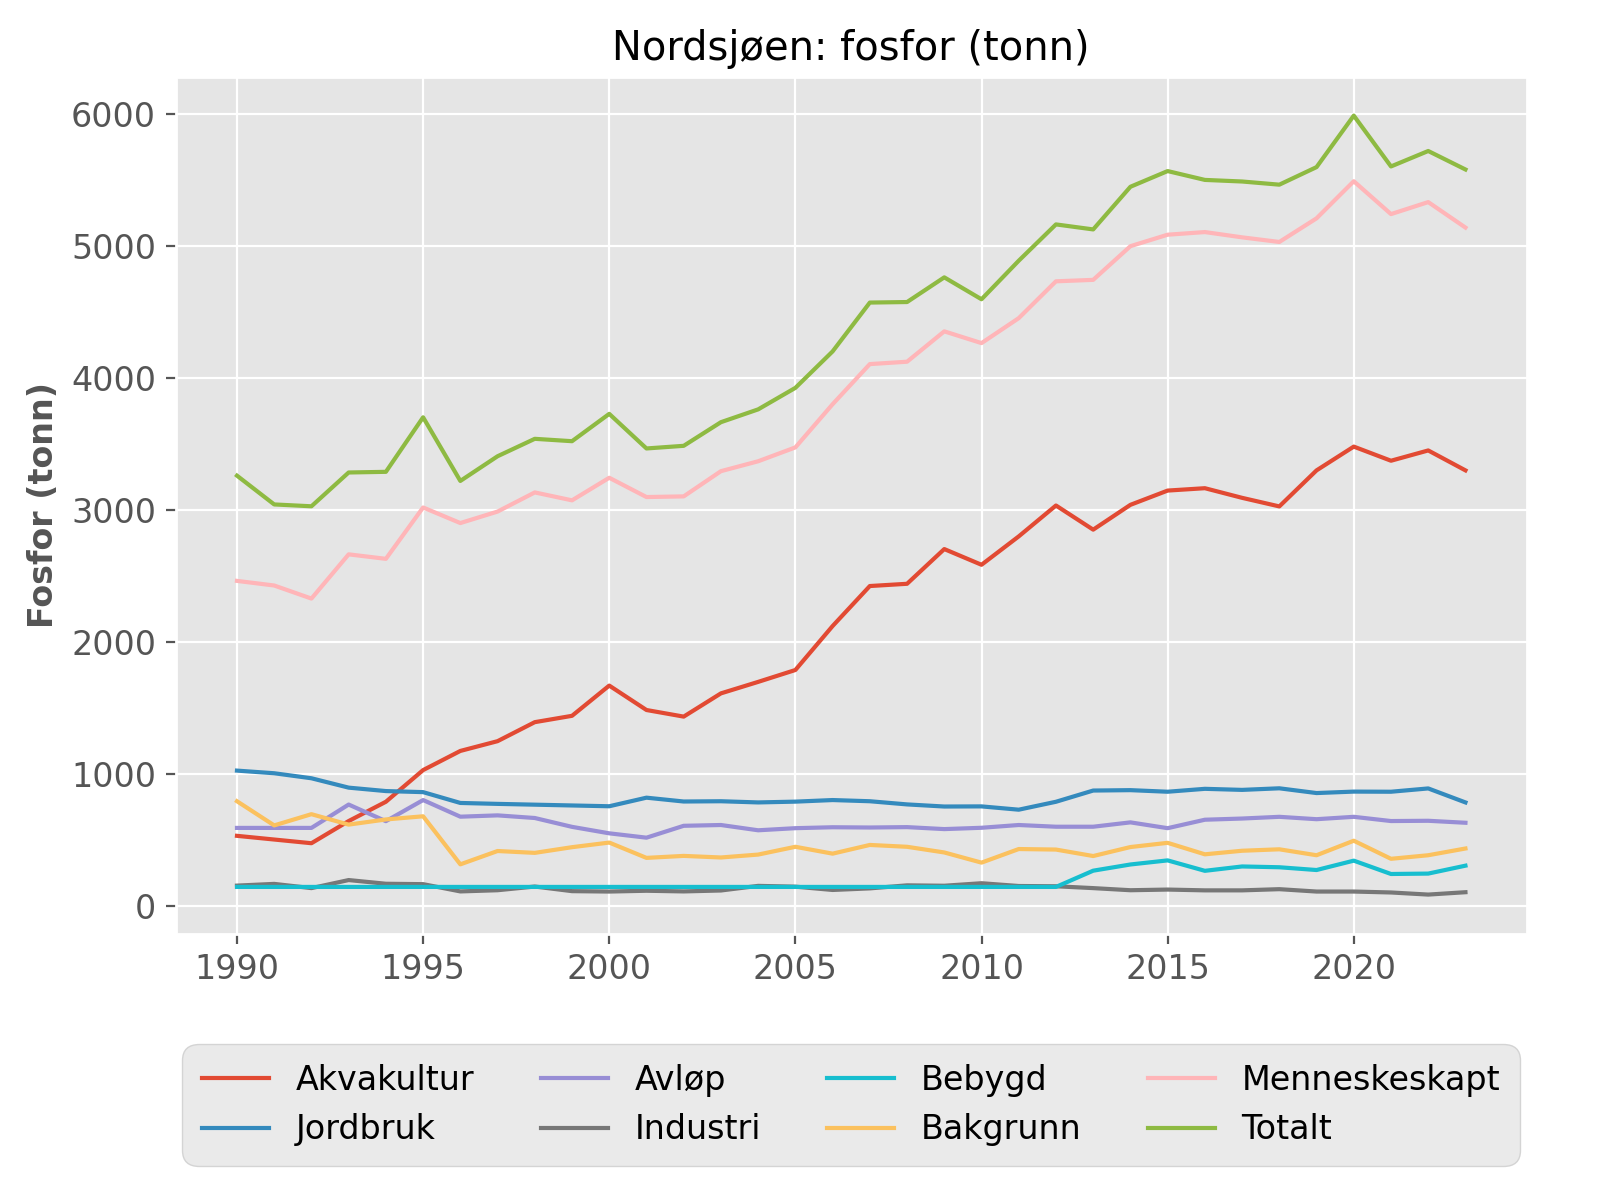 Nordsjøen: fosfor (tonn)
Fosfor (tonn)
6000
5000
4000
3000
2000
1000
0
1990 1995 2000 2005 2010 2015 2020
Akvakultur Avløp Bebygd Menneskeskapt
Jordbruk Industri Bakgrunn Totalt